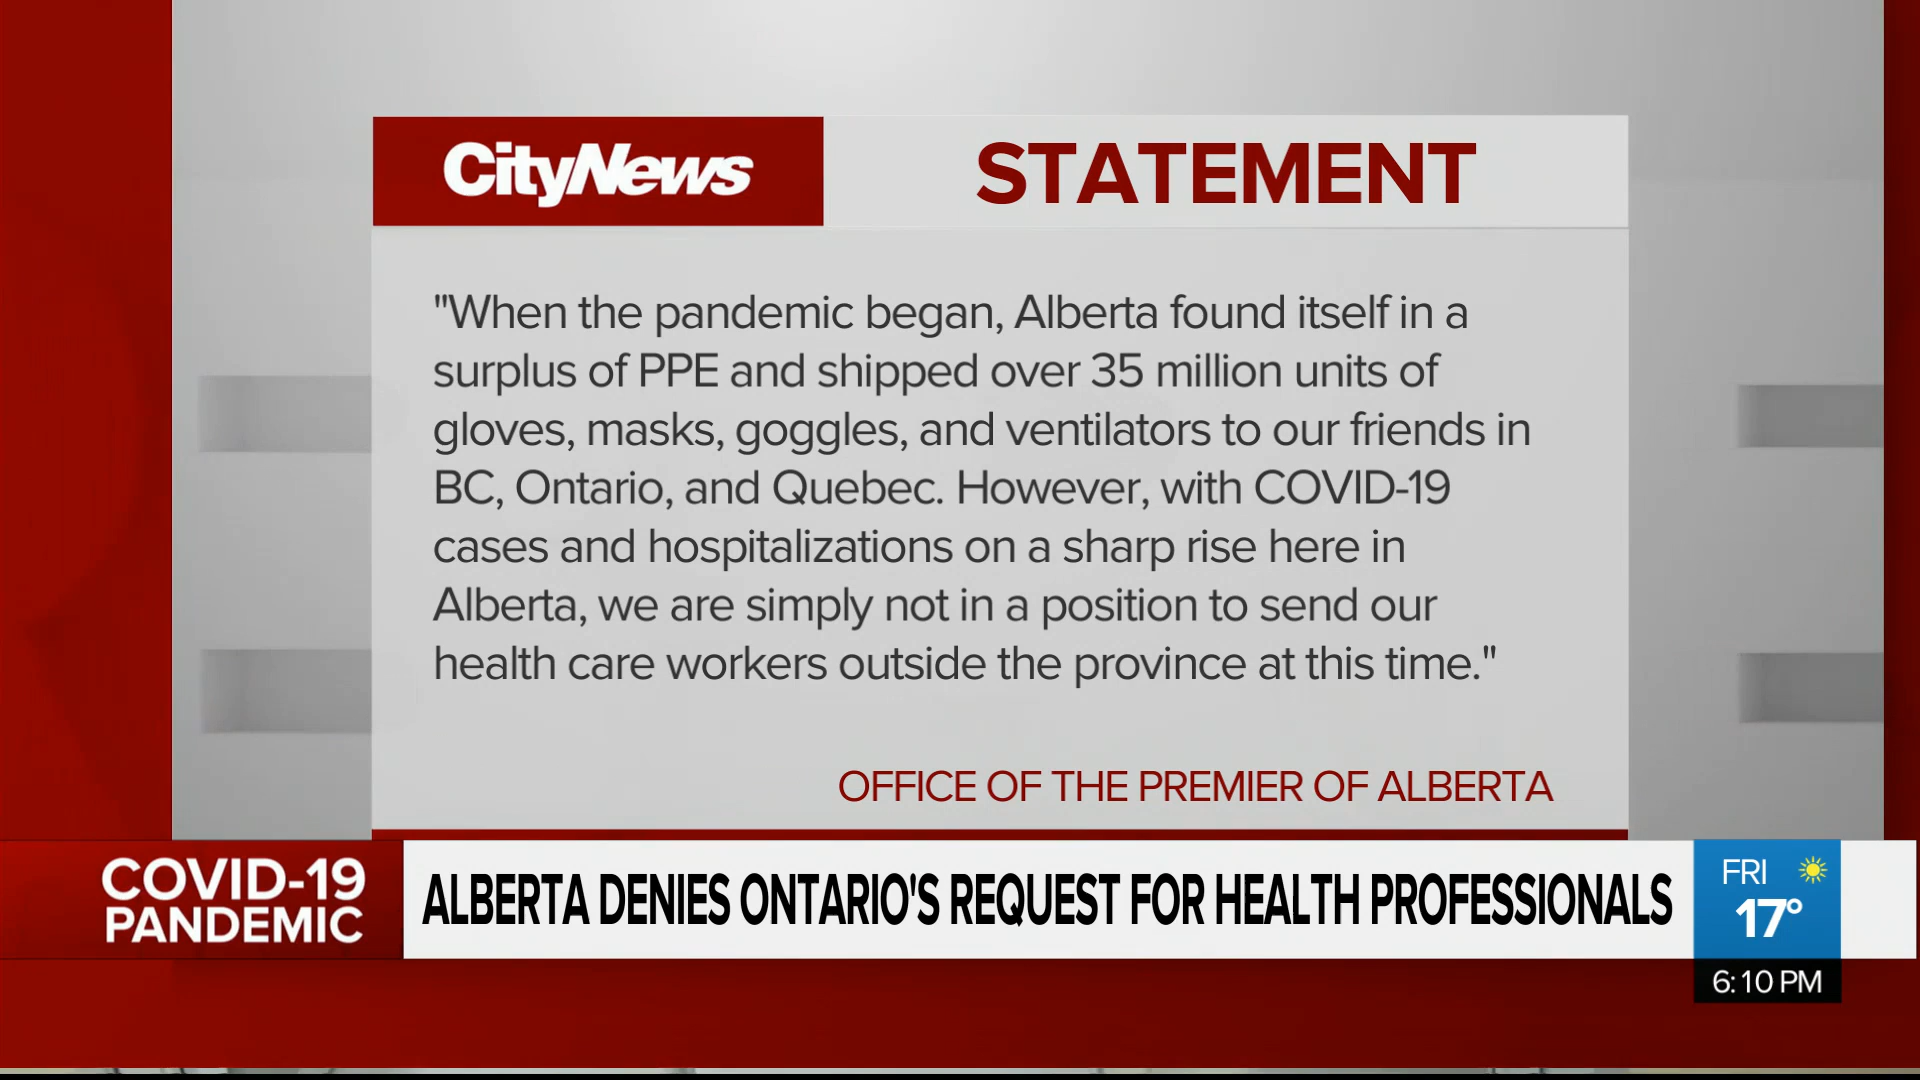 CityNews
STATEMENT
"When the pandemic began, Alberta found itself in a
surplus of PPE and shipped over 35 million units of
gloves, masks, goggles, and ventilators to our friends in
BC, Ontario, and Quebec. However, with COVID-19
cases and hospitalizations on a sharp rise here in
Alberta, we are simply not in a position to send our
health care workers outside the province at this time."
OFFICE OF THE PREMIER OF ALBERTA
COVID-19
PANDEMIC
ALBERTA DENIES ONTARIO'S REQUEST FOR HEALTH PROFESSIONALS
FRI
17°
6:10 PM